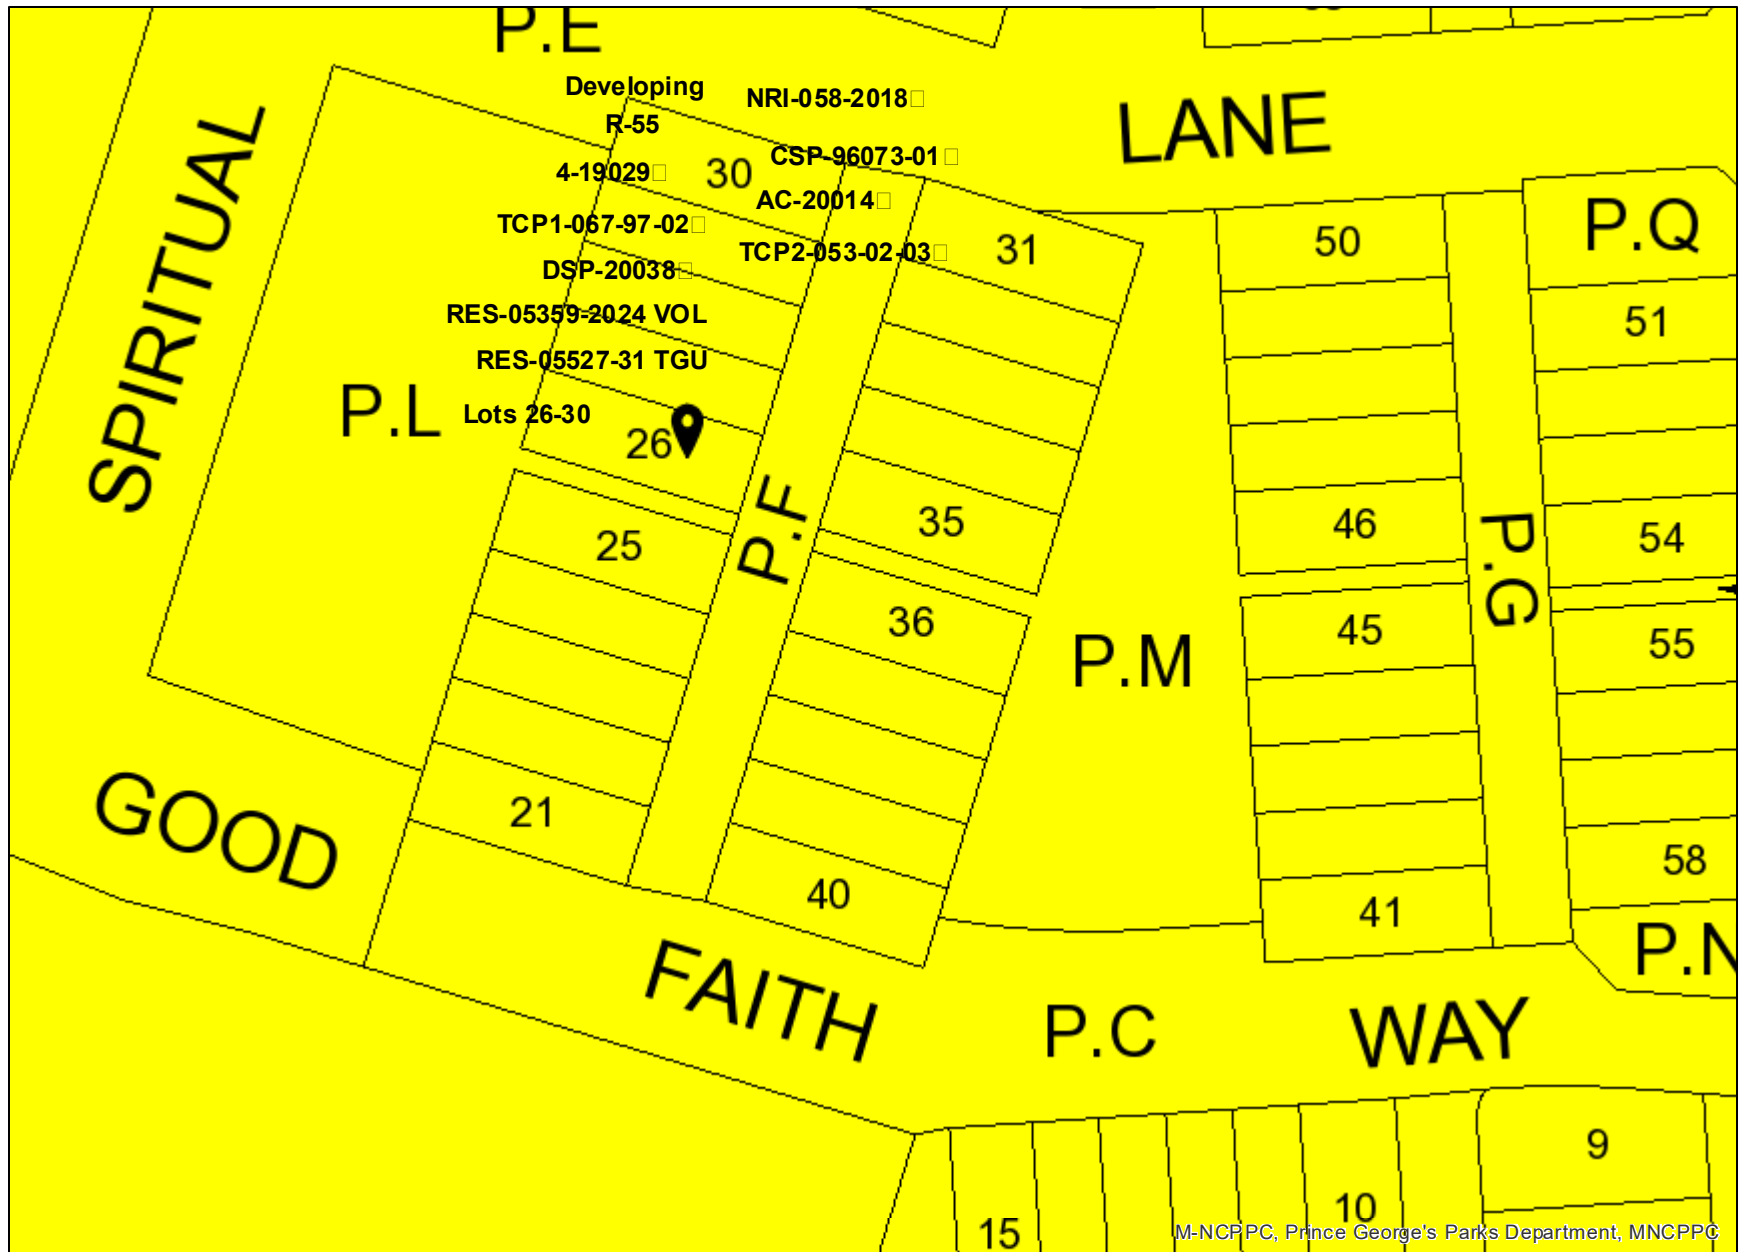 P.E
Developing
R-55
NRI-058-2018
4-19029
30
CSP-96073-01
AC-20014
TCP1-067-97-02
TCP2-053-02-03
DSP-20038
RES-05359-2024 VOL
RES-05527-31 TGU
Lots 26-30
26
SPIRITUAL
P.L
LANE
31
50
P.Q
51
35
46
54
25
P.F
P.G
36
45
55
P.M
21
40
41
58
P.N
GOOD
FAITH
P.C
WAY
9
15
10
M-NCPPC, Prince George's Parks Department, MNCPPC